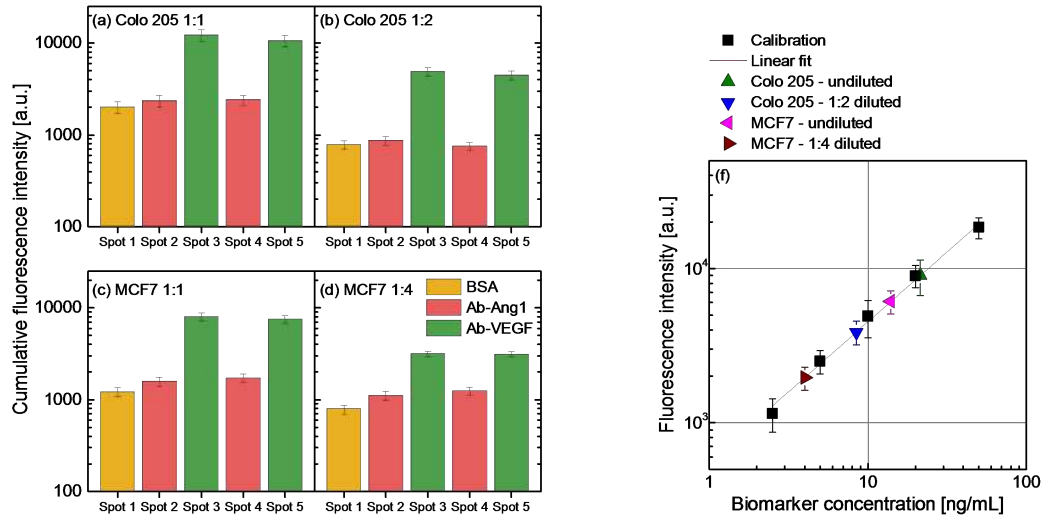 Cumulative fluorescence intensity [a.u.]
(a) Colo 205 1:1
(b) Colo 205 1:2
10000
1000
100
Spot 1 Spot 2 Spot 3 Spot 4 Spot 5
Spot 1 Spot 2 Spot 3 Spot 4 Spot 5
(c) MCF7 1:1
(d) MCF7 1:4
BSA
Ab-Ang1
Ab-VEGF
10000
1000
100
Spot 1 Spot 2 Spot 3 Spot 4 Spot 5
Spot 1 Spot 2 Spot 3 Spot 4 Spot 5
Calibration
Linear fit
Colo 205 - undiluted
Colo 205 - 1:2 diluted
MCF7 - undiluted
MCF7 - 1:4 diluted
(f)
Fluorescence intensity [a.u.]
10⁴
10³
1 10 100
Biomarker concentration [ng/mL]